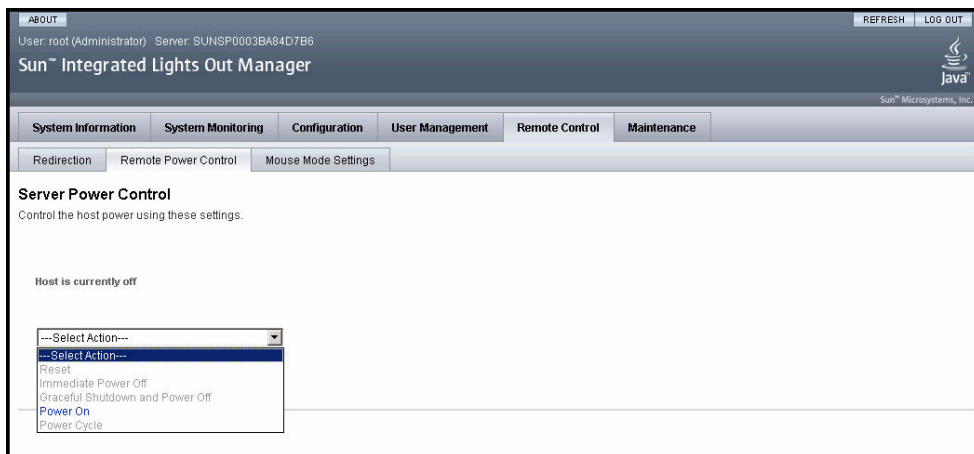 ABOUT
REFRESH LOG OUT
User: root (Administrator) Server: SUNSP0003BA84D7B6
Sun™ Integrated Lights Out Manager
Java™
Sun™ Microsystems, Inc.
System Information System Monitoring Configuration User Management Remote Control Maintenance
Redirection Remote Power Control Mouse Mode Settings
Server Power Control
Control the host power using these settings.
Host is currently off
---Select Action---
---Select Action---
Reset
Immediate Power Off
Graceful Shutdown and Power Off
Power On
Power Cycle